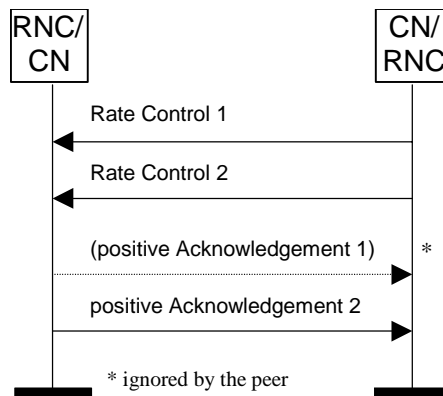 RNC/
CN
CN/
RNC
Rate Control 1
Rate Control 2
(positive Acknowledgement 1)
*
positive Acknowledgement 2
* ignored by the peer